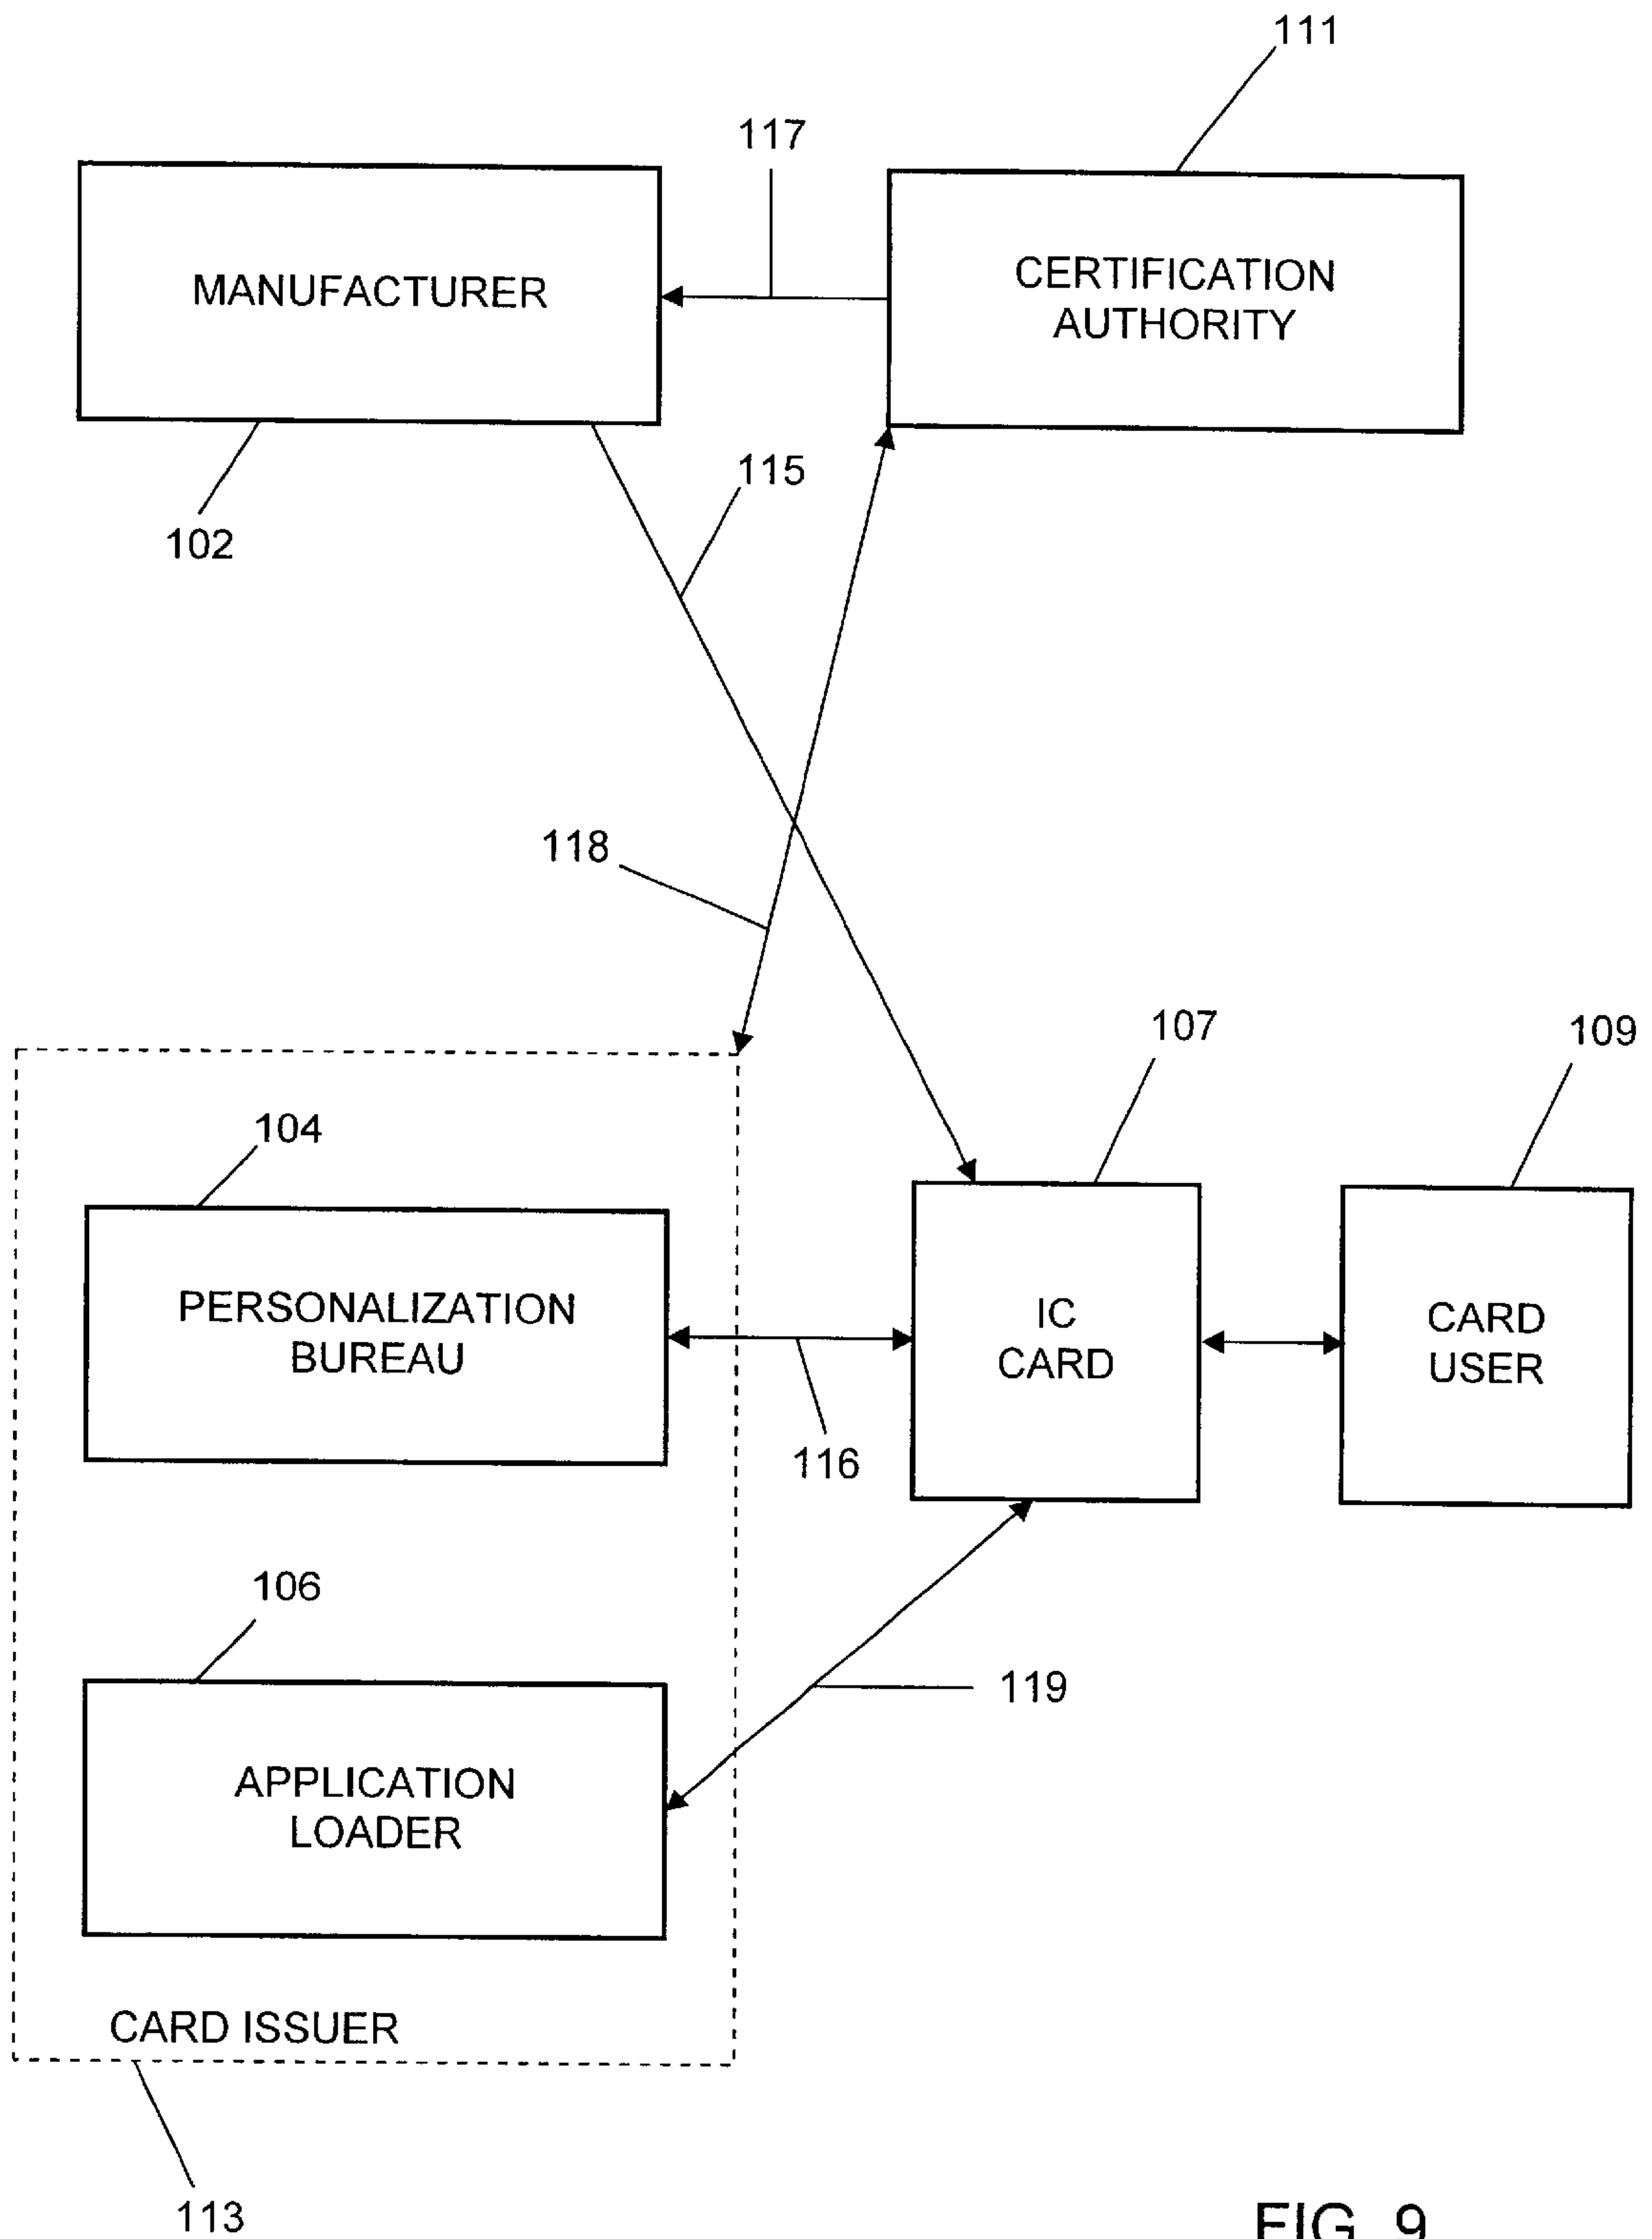 111
117
MANUFACTURER
CERTIFICATION
AUTHORITY
115
102
118
107
109
104
PERSONALIZATION
BUREAU
IC
CARD
CARD
USER
116
106
119
APPLICATION
LOADER
CARD ISSUER
113
FIG. 9